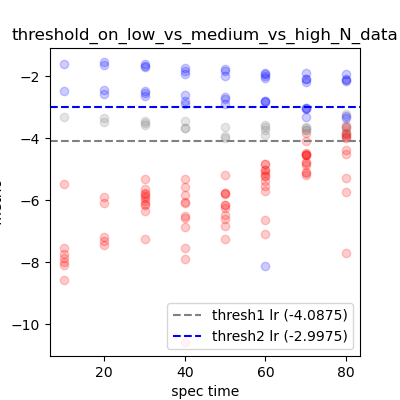 threshold_on_low_vs_medium_vs_high_N_data
−2
−4
−6
−8
−10
20
40
60
80
spec time
thresh1 lr (-4.0875)
thresh2 lr (-2.9975)